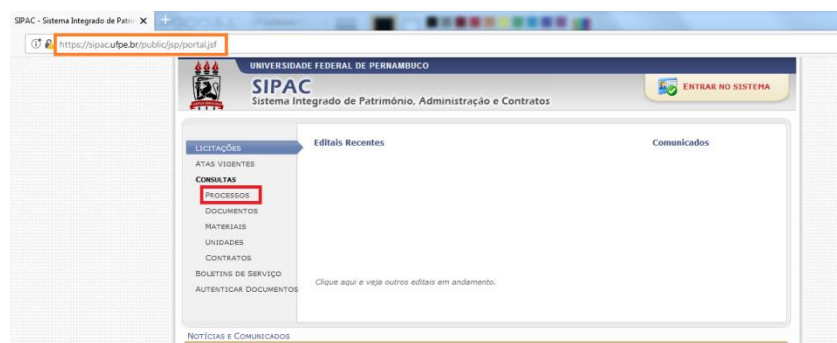 SIPAC - Sistema Integrado de Patrim
https://sipac.ufpe.br/public/jsp/portal.jsf
UNIVERSIDADE FEDERAL DE PERNAMBUCO
SIPAC
Sistema Integrado de Patrimônio, Administração e Contratos
ENTRAR NO SISTEMA
LICITAÇÕES
ATAS VIGENTES
CONSULTAS
PROCESSOS
DOCUMENTOS
MATERIAIS
UNIDADES
CONTRATOS
BOLETINS DE SERVIÇO
AUTENTICAR DOCUMENTOS
Editais Recentes
Clique aqui e veja outros editais em andamento.
Comunicados
NOTÍCIAS E COMUNICADOS